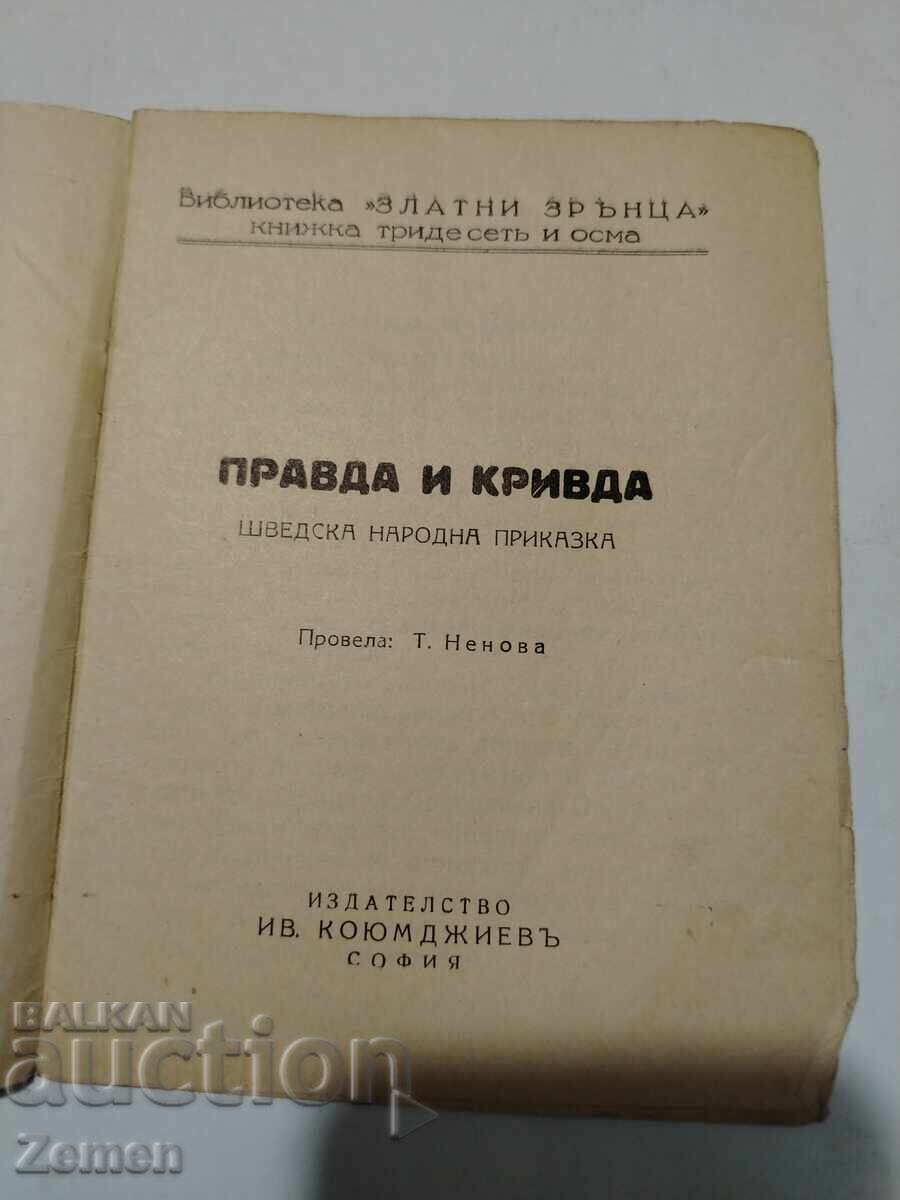 Библиотека »ЗЛАТНИ ЗРЪНЦА»
книжка тридесеть и осма
ПРАВДА И КРИВДА
ШВЕДСКА НАРОДНА ПРИКАЗКА
Провела: Т. Ненова
ИЗДАТЕЛСТВО
ИВ. КОЮМДЖИЕВЪ
СОФИЯ
BALKAN
auction
Zemen